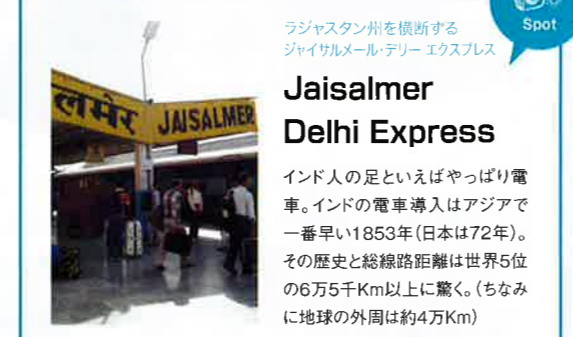 Spot
ラジャスタン州を横断する
ジャイサルメール・デリー エクスプレス
Jaisalmer
Delhi Express
インド人の足といえばやっぱり電
車。インドの電車導入はアジアで
一番早い1853年（日本は72年）。
その歴史と総線路距離は世界5位
の6万5千Km以上に驚く。（ちなみ
に地球の外周は約4万Km）
लमेर JAISALMER